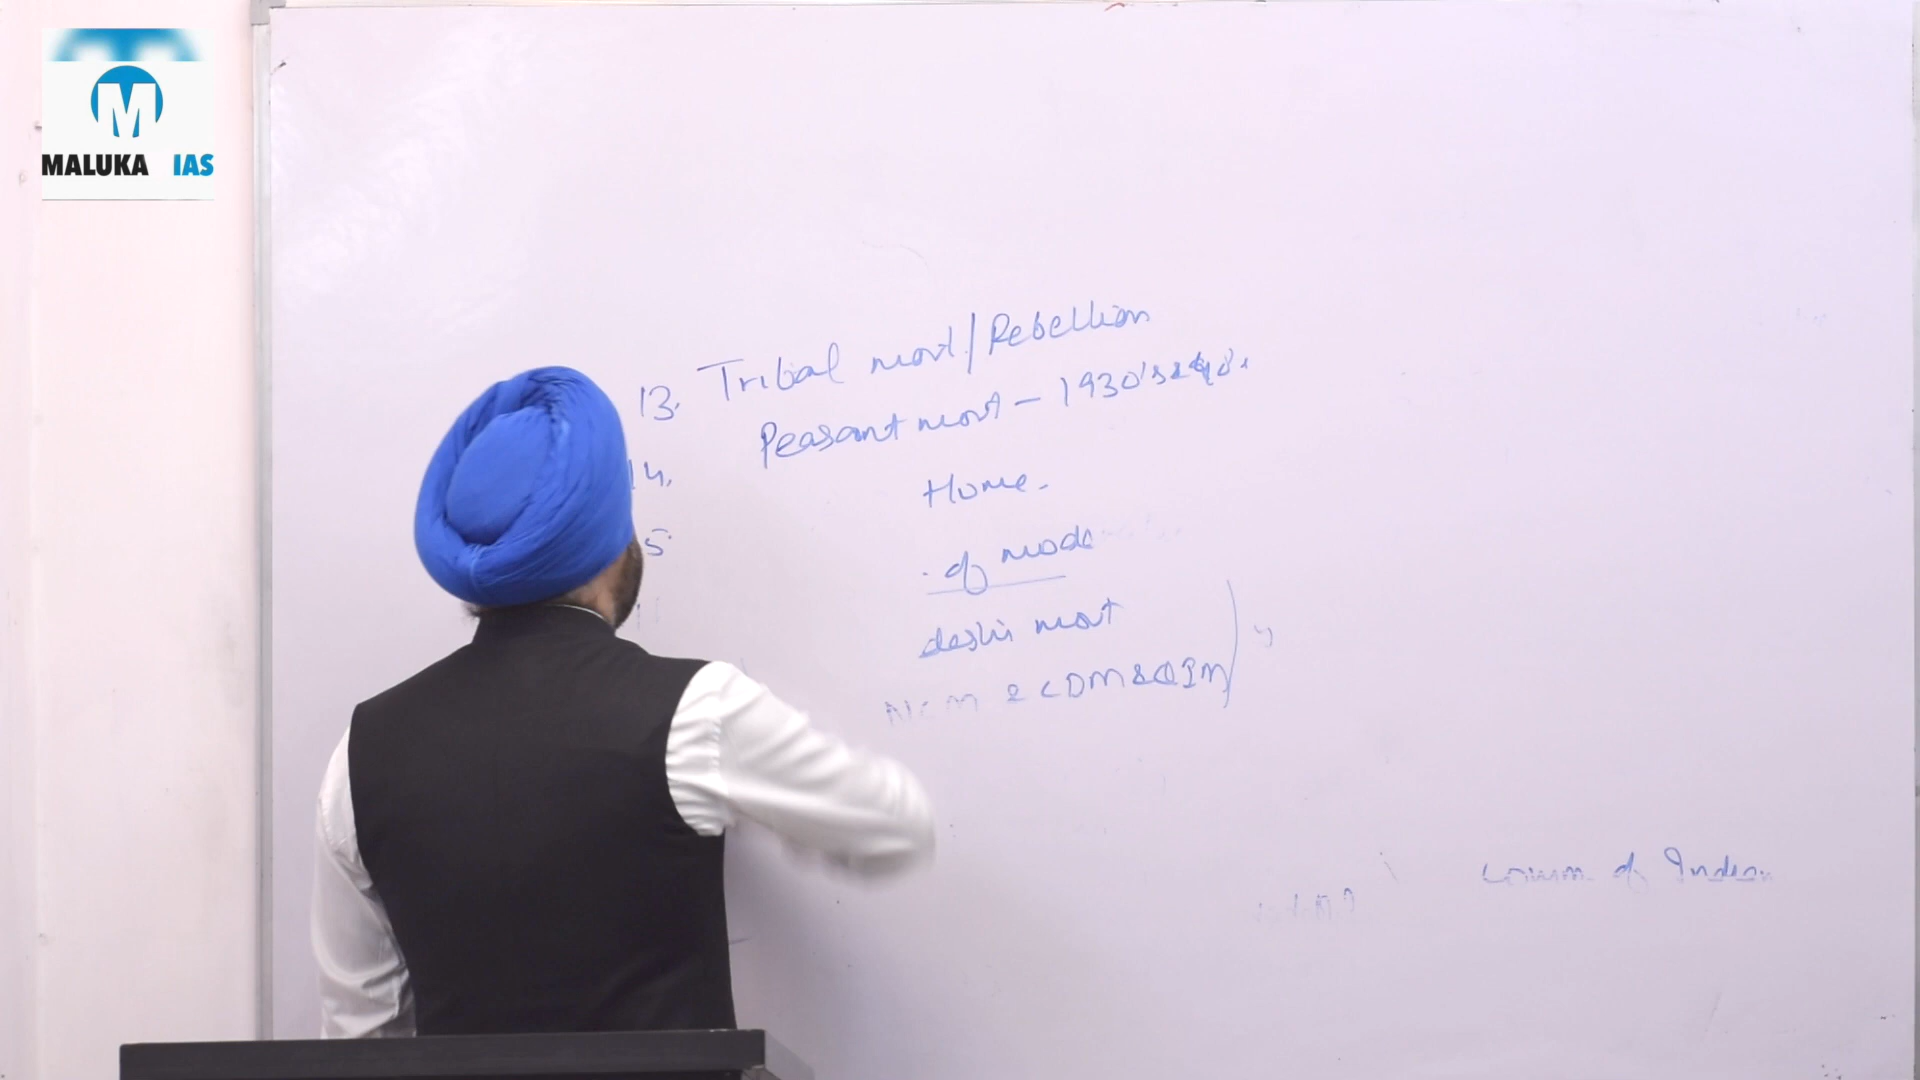 MALUKA IAS
13. Tribal movt/Rebellion
Peasant movt - 1930's & 40's
14. Home.
15 of mode
deshi movt
NCM & CDM & QIM
of Indian